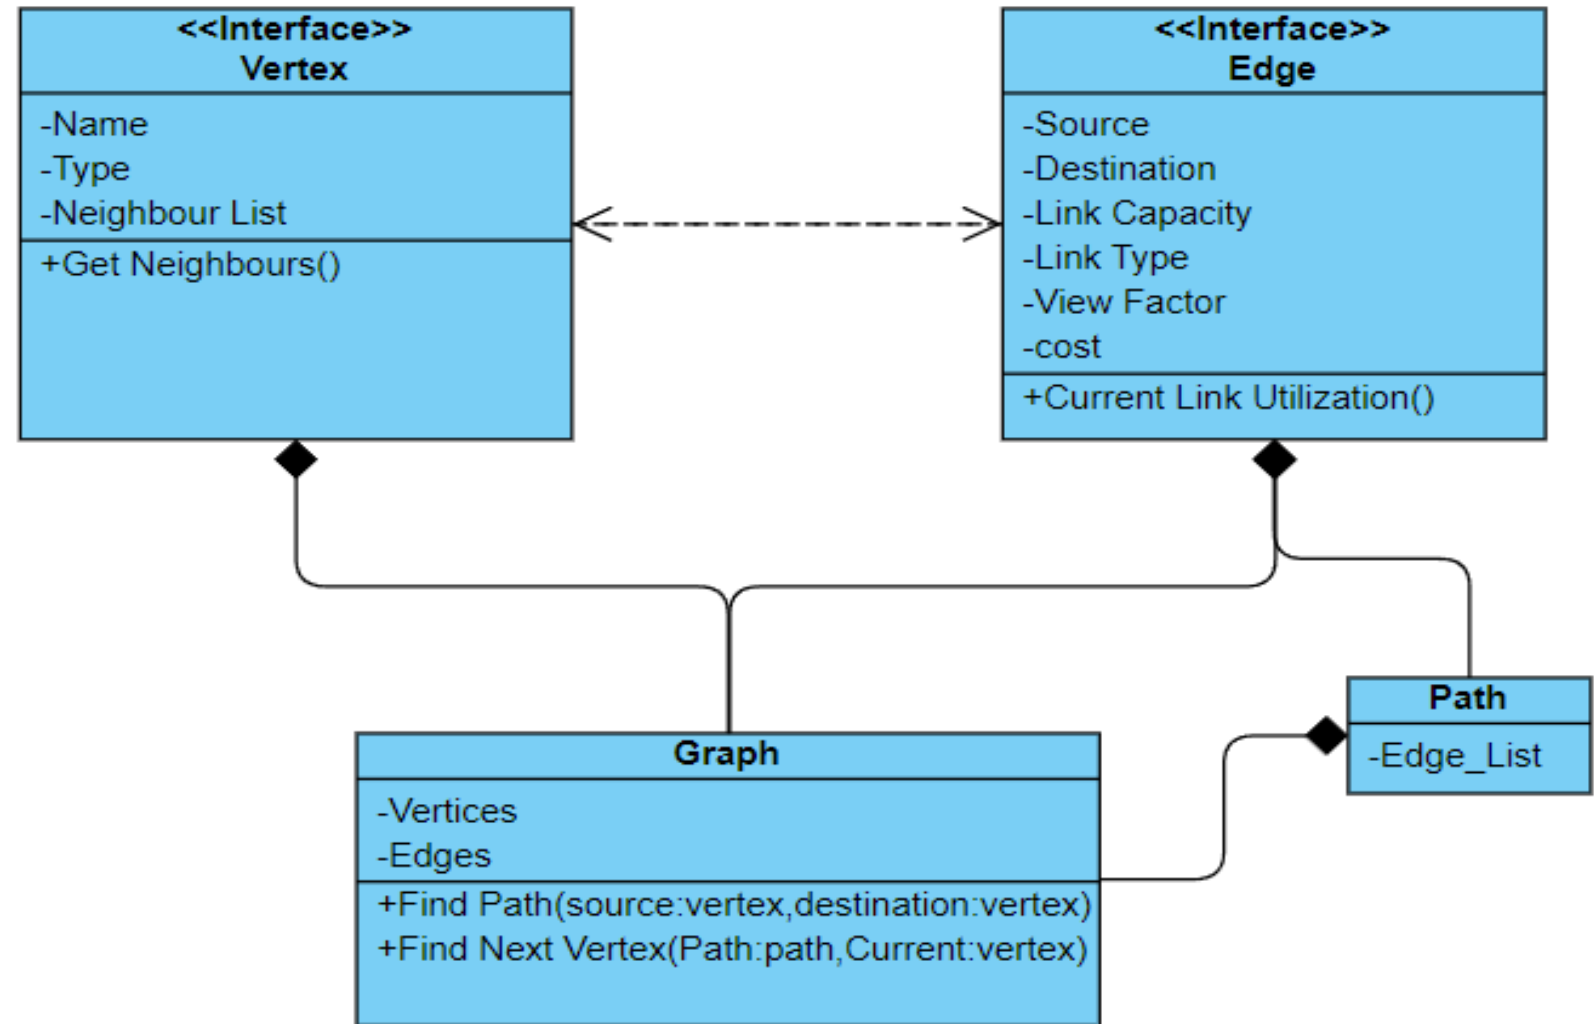 <<Interface>>
Vertex
-Name
-Type
-Neighbour List
+Get Neighbours()
<<Interface>>
Edge
-Source
-Destination
-Link Capacity
-Link Type
-View Factor
-cost
+Current Link Utilization()
Graph
-Vertices
-Edges
+Find Path(source:vertex,destination:vertex)
+Find Next Vertex(Path:path,Current:vertex)
Path
-Edge_List